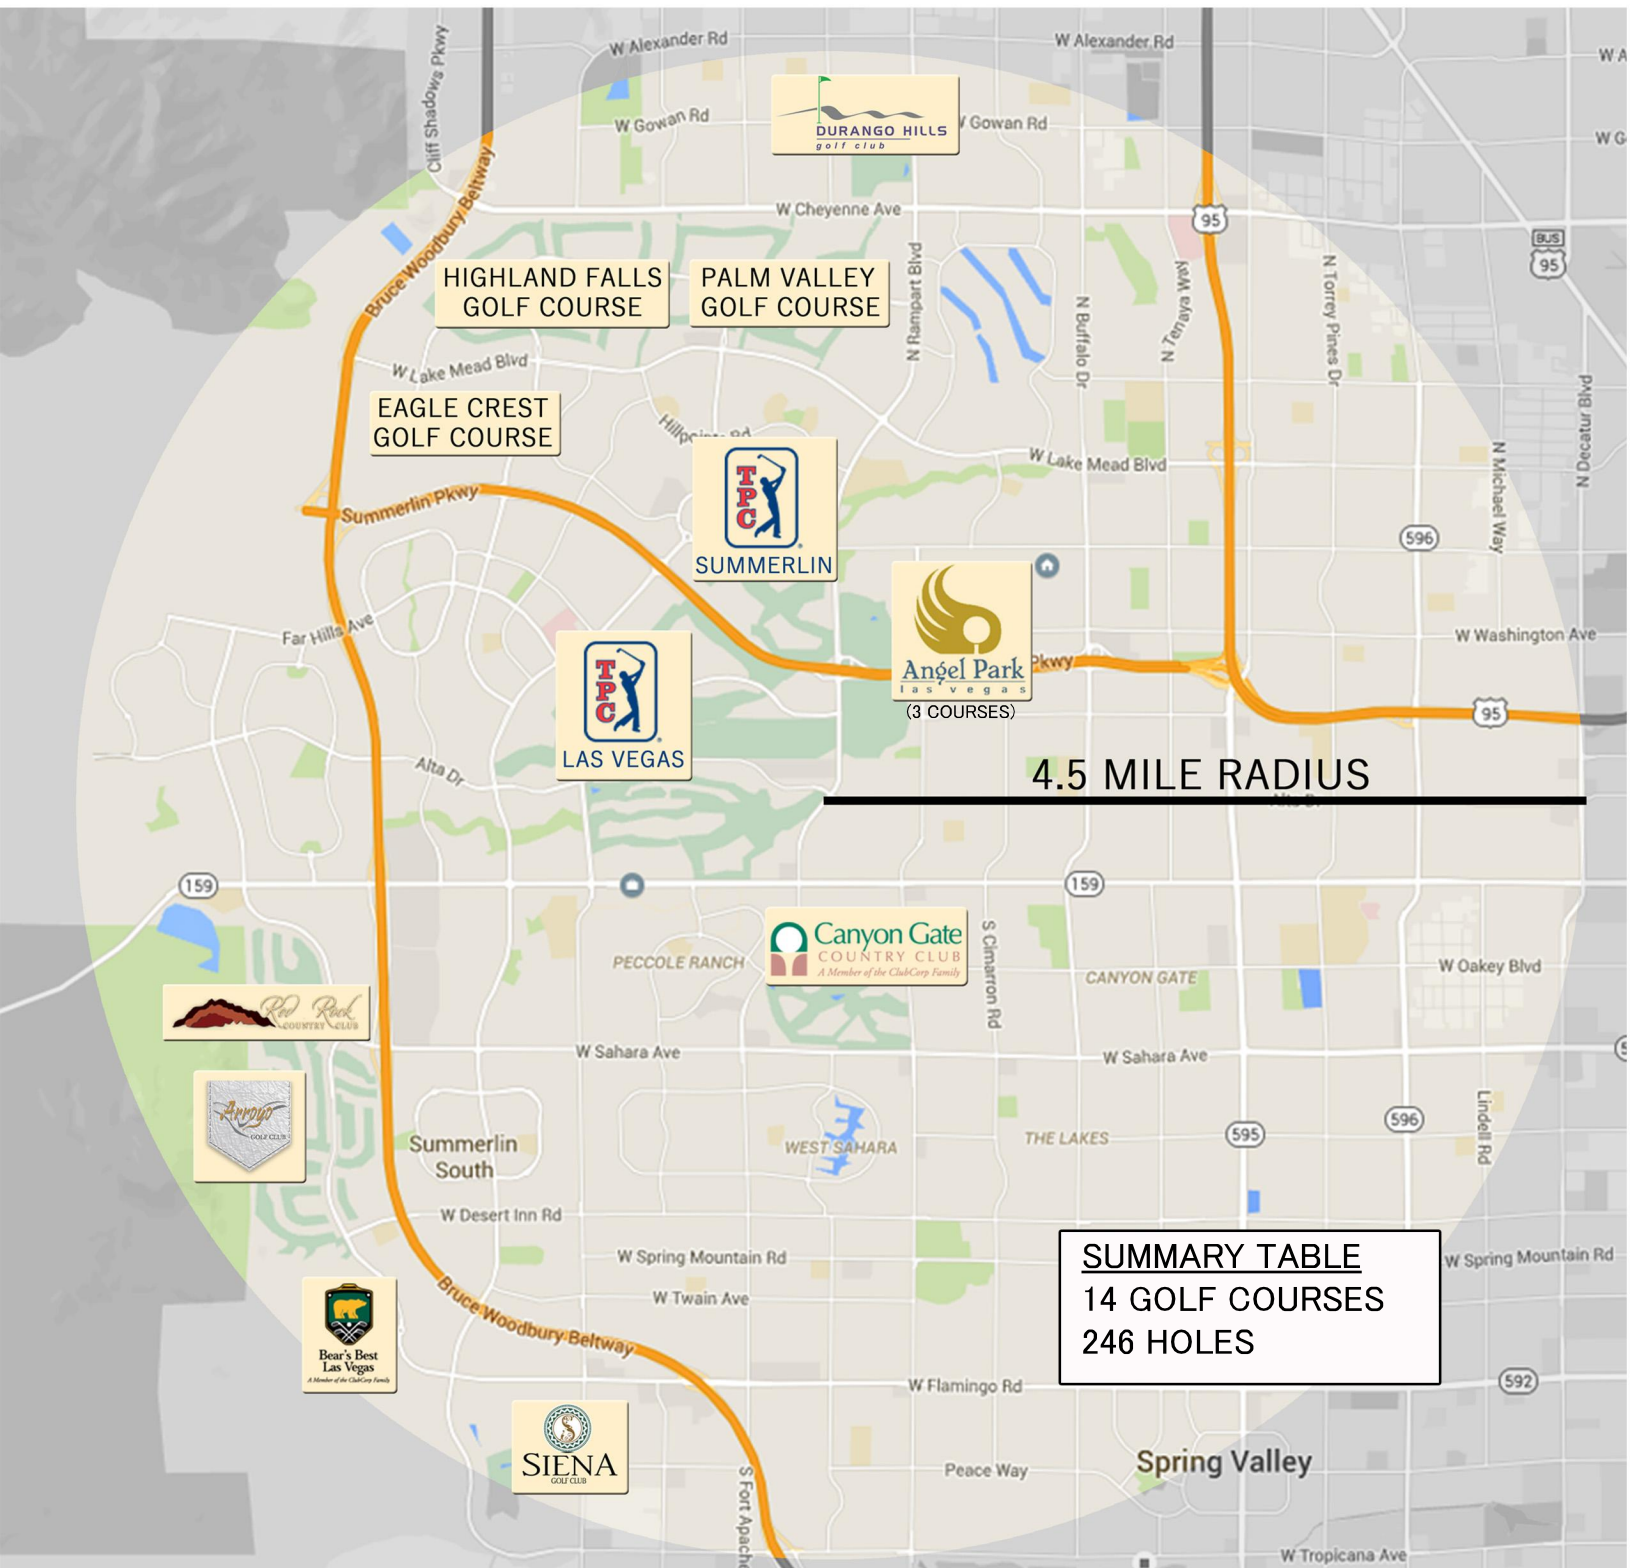 W Alexander Rd
W Alexander Rd
W A
Cliff Shadows Pkwy
DURANGO HILLS
golf club
W Gowan Rd
W Gowan Rd
W G
Bruce Woodbury Beltway
W Cheyenne Ave
95
BUS
95
HIGHLAND FALLS
GOLF COURSE
PALM VALLEY
GOLF COURSE
N Rampart Blvd
N Buffalo Dr
N Tenaya Way
N Torrey Pines Dr
N Decatur Blvd
W Lake Mead Blvd
EAGLE CREST
GOLF COURSE
Hillpointe Rd
W Lake Mead Blvd
N Michael Way
TPC
SUMMERLIN
Summerlin Pkwy
596
Angel Park
las vegas
(3 COURSES)
Pkwy
Far Hills Ave
W Washington Ave
TPC
LAS VEGAS
95
Alta Dr
4.5 MILE RADIUS
Alta Dr
159
159
Canyon Gate
COUNTRY CLUB
A Member of the ClubCorp Family
PECCOLE RANCH
S Cimarron Rd
CANYON GATE
W Oakey Blvd
Red Rock
COUNTRY CLUB
W Sahara Ave
W Sahara Ave
Arroyo
GOLF CLUB
Summerlin
South
WEST SAHARA
THE LAKES
595
596
Lindell Rd
W Desert Inn Rd
W Spring Mountain Rd
W Spring Mountain Rd
SUMMARY TABLE
14 GOLF COURSES
246 HOLES
W Twain Ave
Bruce Woodbury Beltway
Bear's Best
Las Vegas
A Member of the ClubCorp Family
W Flamingo Rd
592
SIENA
GOLF CLUB
S Fort Apache
Peace Way
Spring Valley
W Tropicana Ave